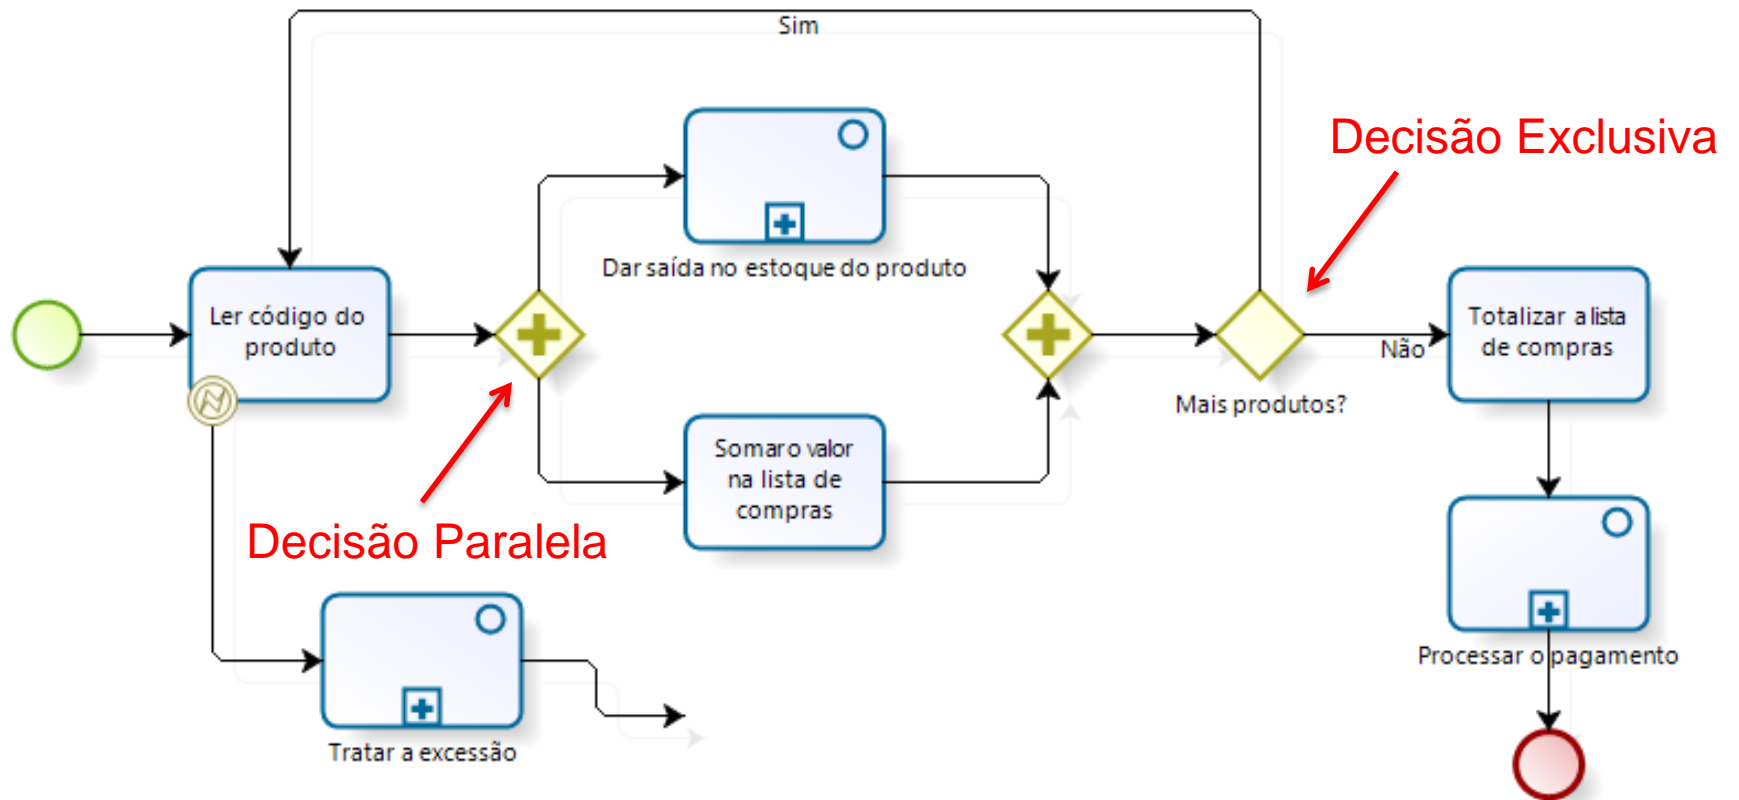 Sim
Decisão Exclusiva
Dar saída no estoque do produto
Ler código do
produto
Totalizar a lista
de compras
Não
Mais produtos?
Somar o valor
na lista de
compras
Decisão Paralela
Processar o pagamento
Tratar a excessão